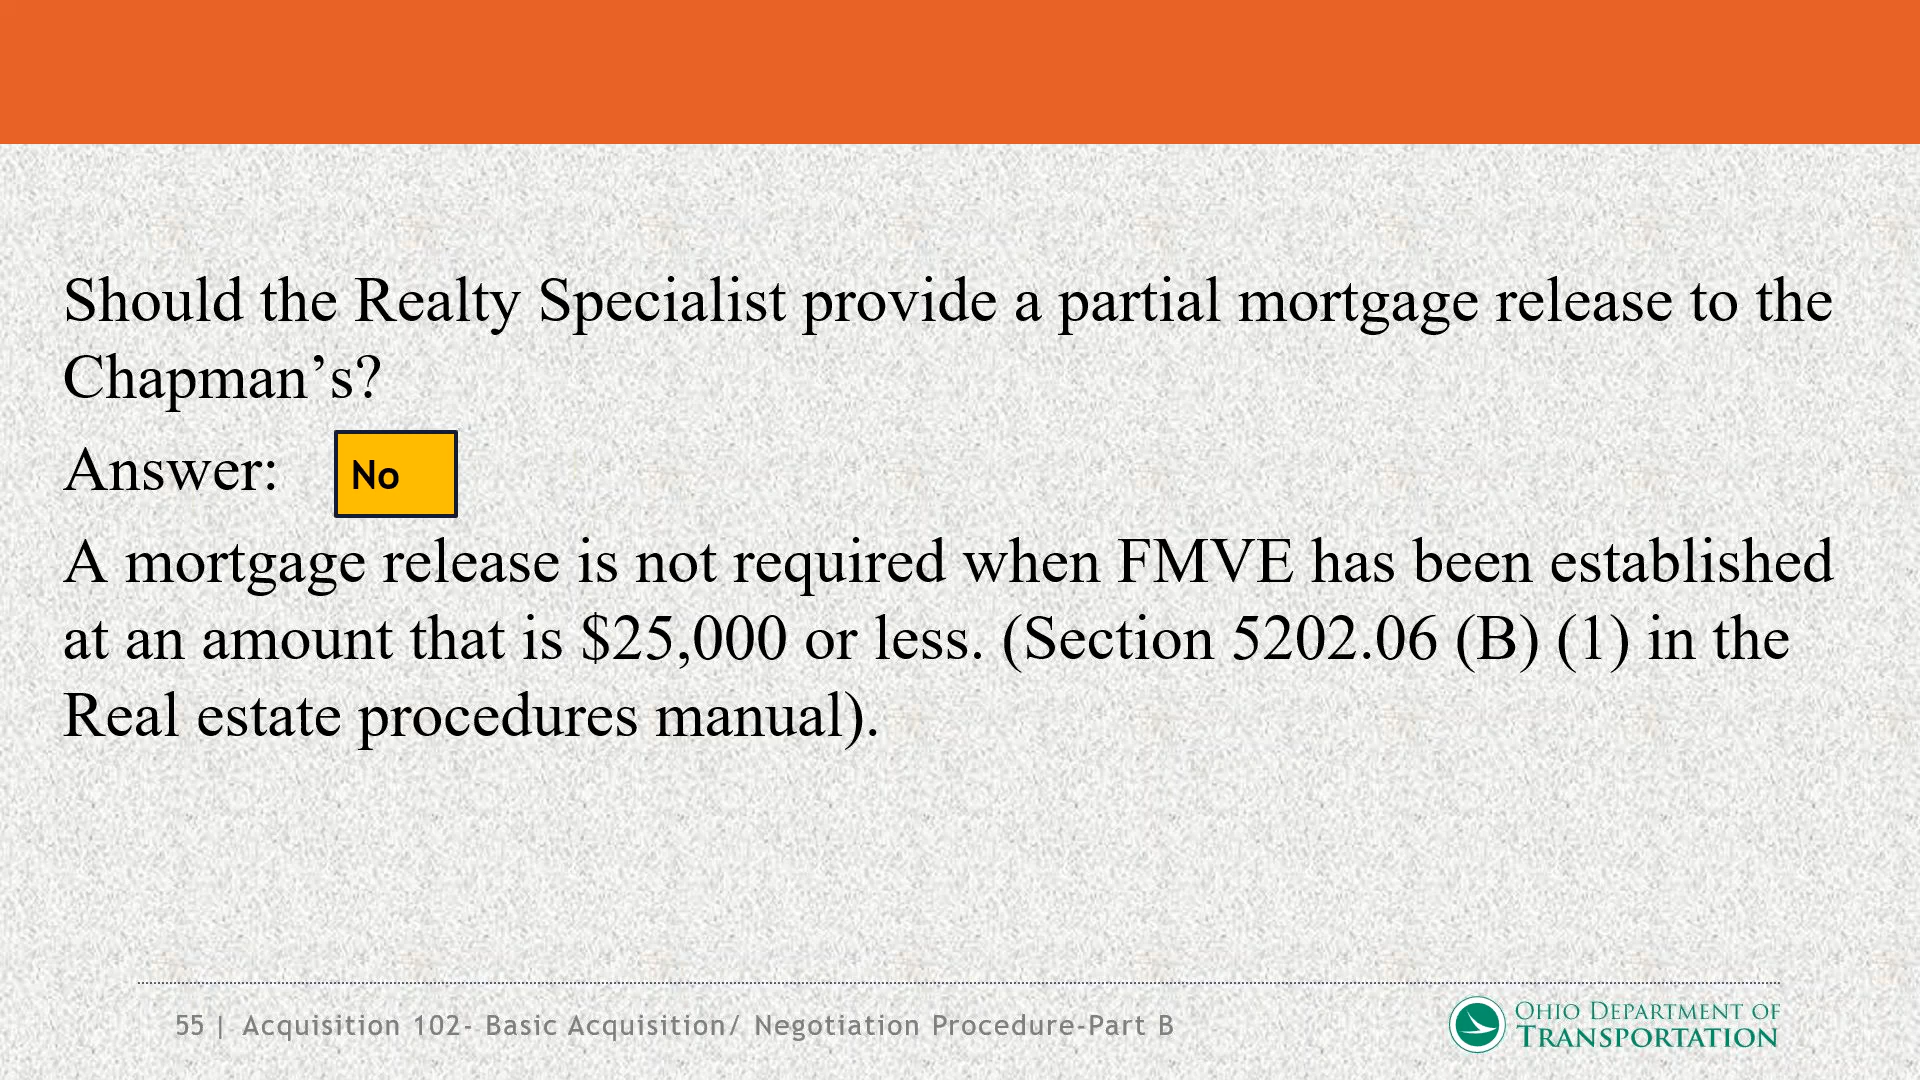 Should the Realty Specialist provide a partial mortgage release to the
Chapman’s?
Answer: No
A mortgage release is not required when FMVE has been established
at an amount that is $25,000 or less. (Section 5202.06 (B) (1) in the
Real estate procedures manual).
55 | Acquisition 102- Basic Acquisition/ Negotiation Procedure-Part B
OHIO DEPARTMENT OF
TRANSPORTATION